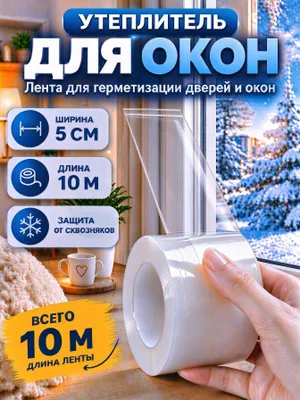 УТЕПЛИТЕЛЬ
ДЛЯ ОКОН
Лента для герметизации дверей и окон
ШИРИНА
5 СМ
ДЛИНА
10 М
ЗАЩИТА
ОТ СКВОЗНЯКОВ
ВСЕГО
10 М
ДЛИНА ЛЕНТЫ